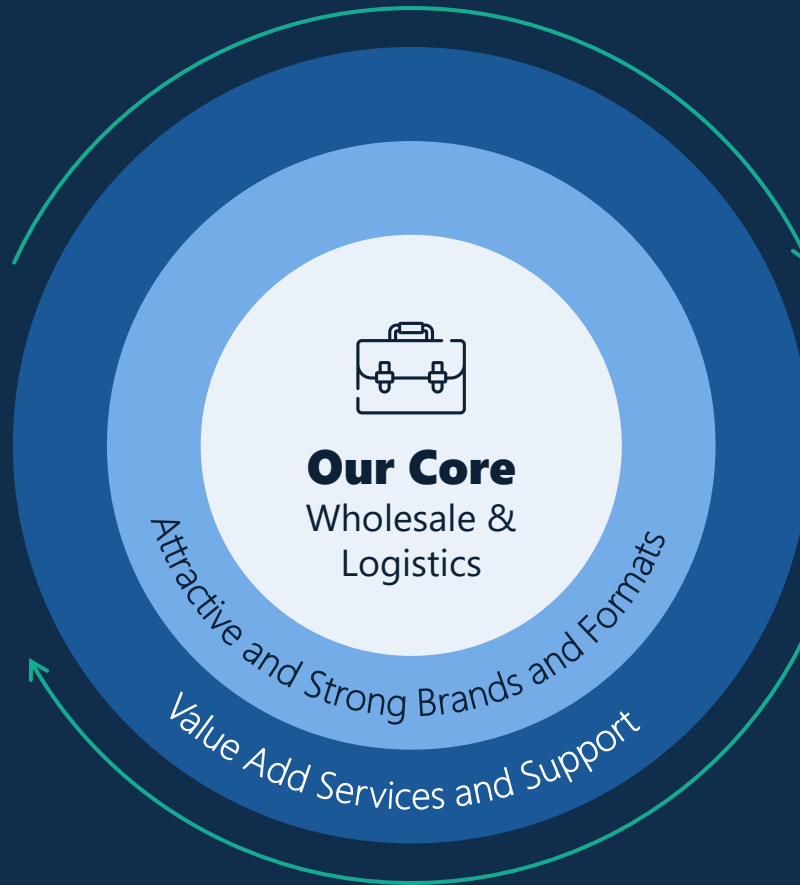 Our Core
Wholesale &
Logistics
Attractive and Strong Brands and Formats
Value Add Services and Support